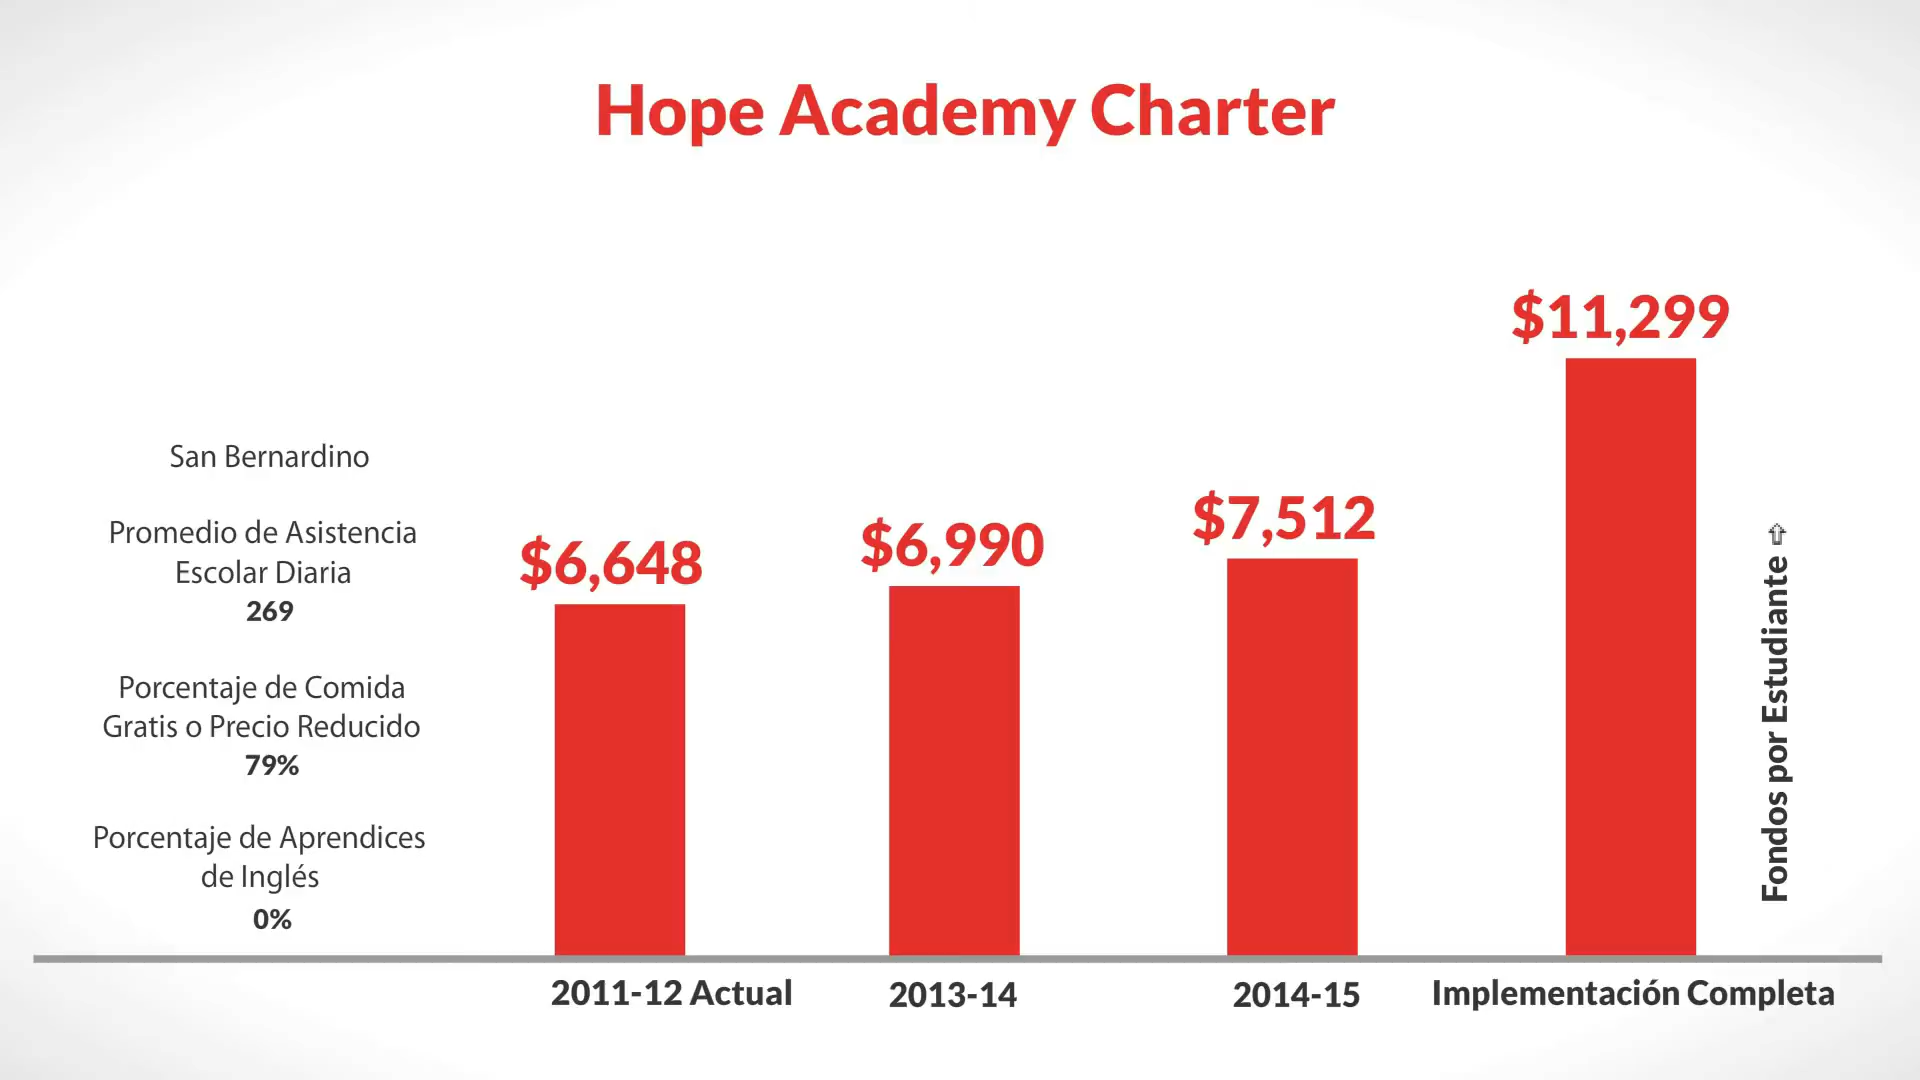 Hope Academy Charter
San Bernardino
Promedio de Asistencia
Escolar Diaria
269
Porcentaje de Comida
Gratis o Precio Reducido
79%
Porcentaje de Aprendices
de Inglés
0%
$6,648
$6,990
$7,512
$11,299
Fondos por Estudiante ⇧
2011-12 Actual
2013-14
2014-15
Implementación Completa